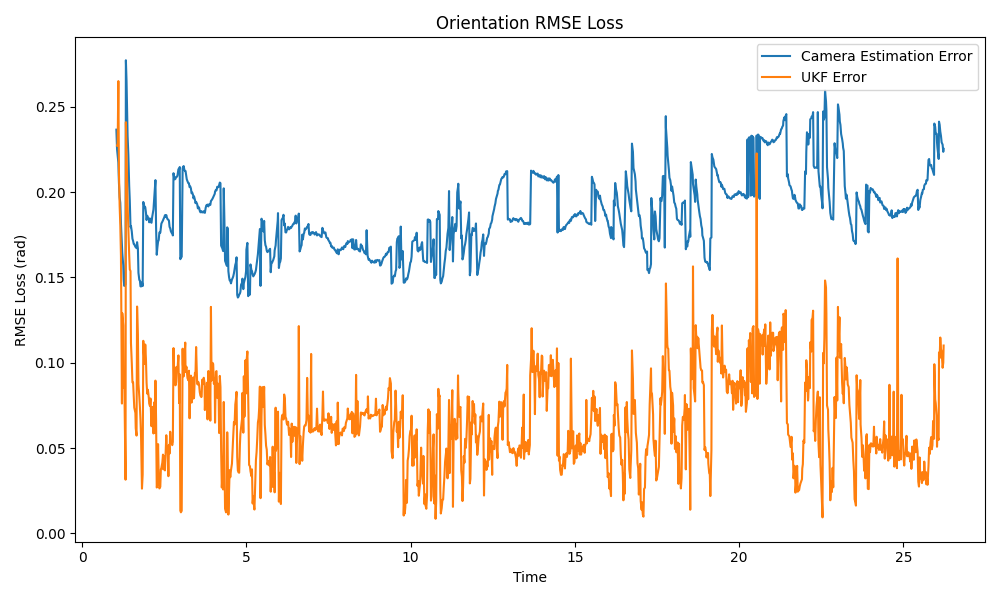 Orientation RMSE Loss
Camera Estimation Error
UKF Error
RMSE Loss (rad)
0.25
0.20
0.15
0.10
0.05
0.00
0 5 10 15 20 25
Time